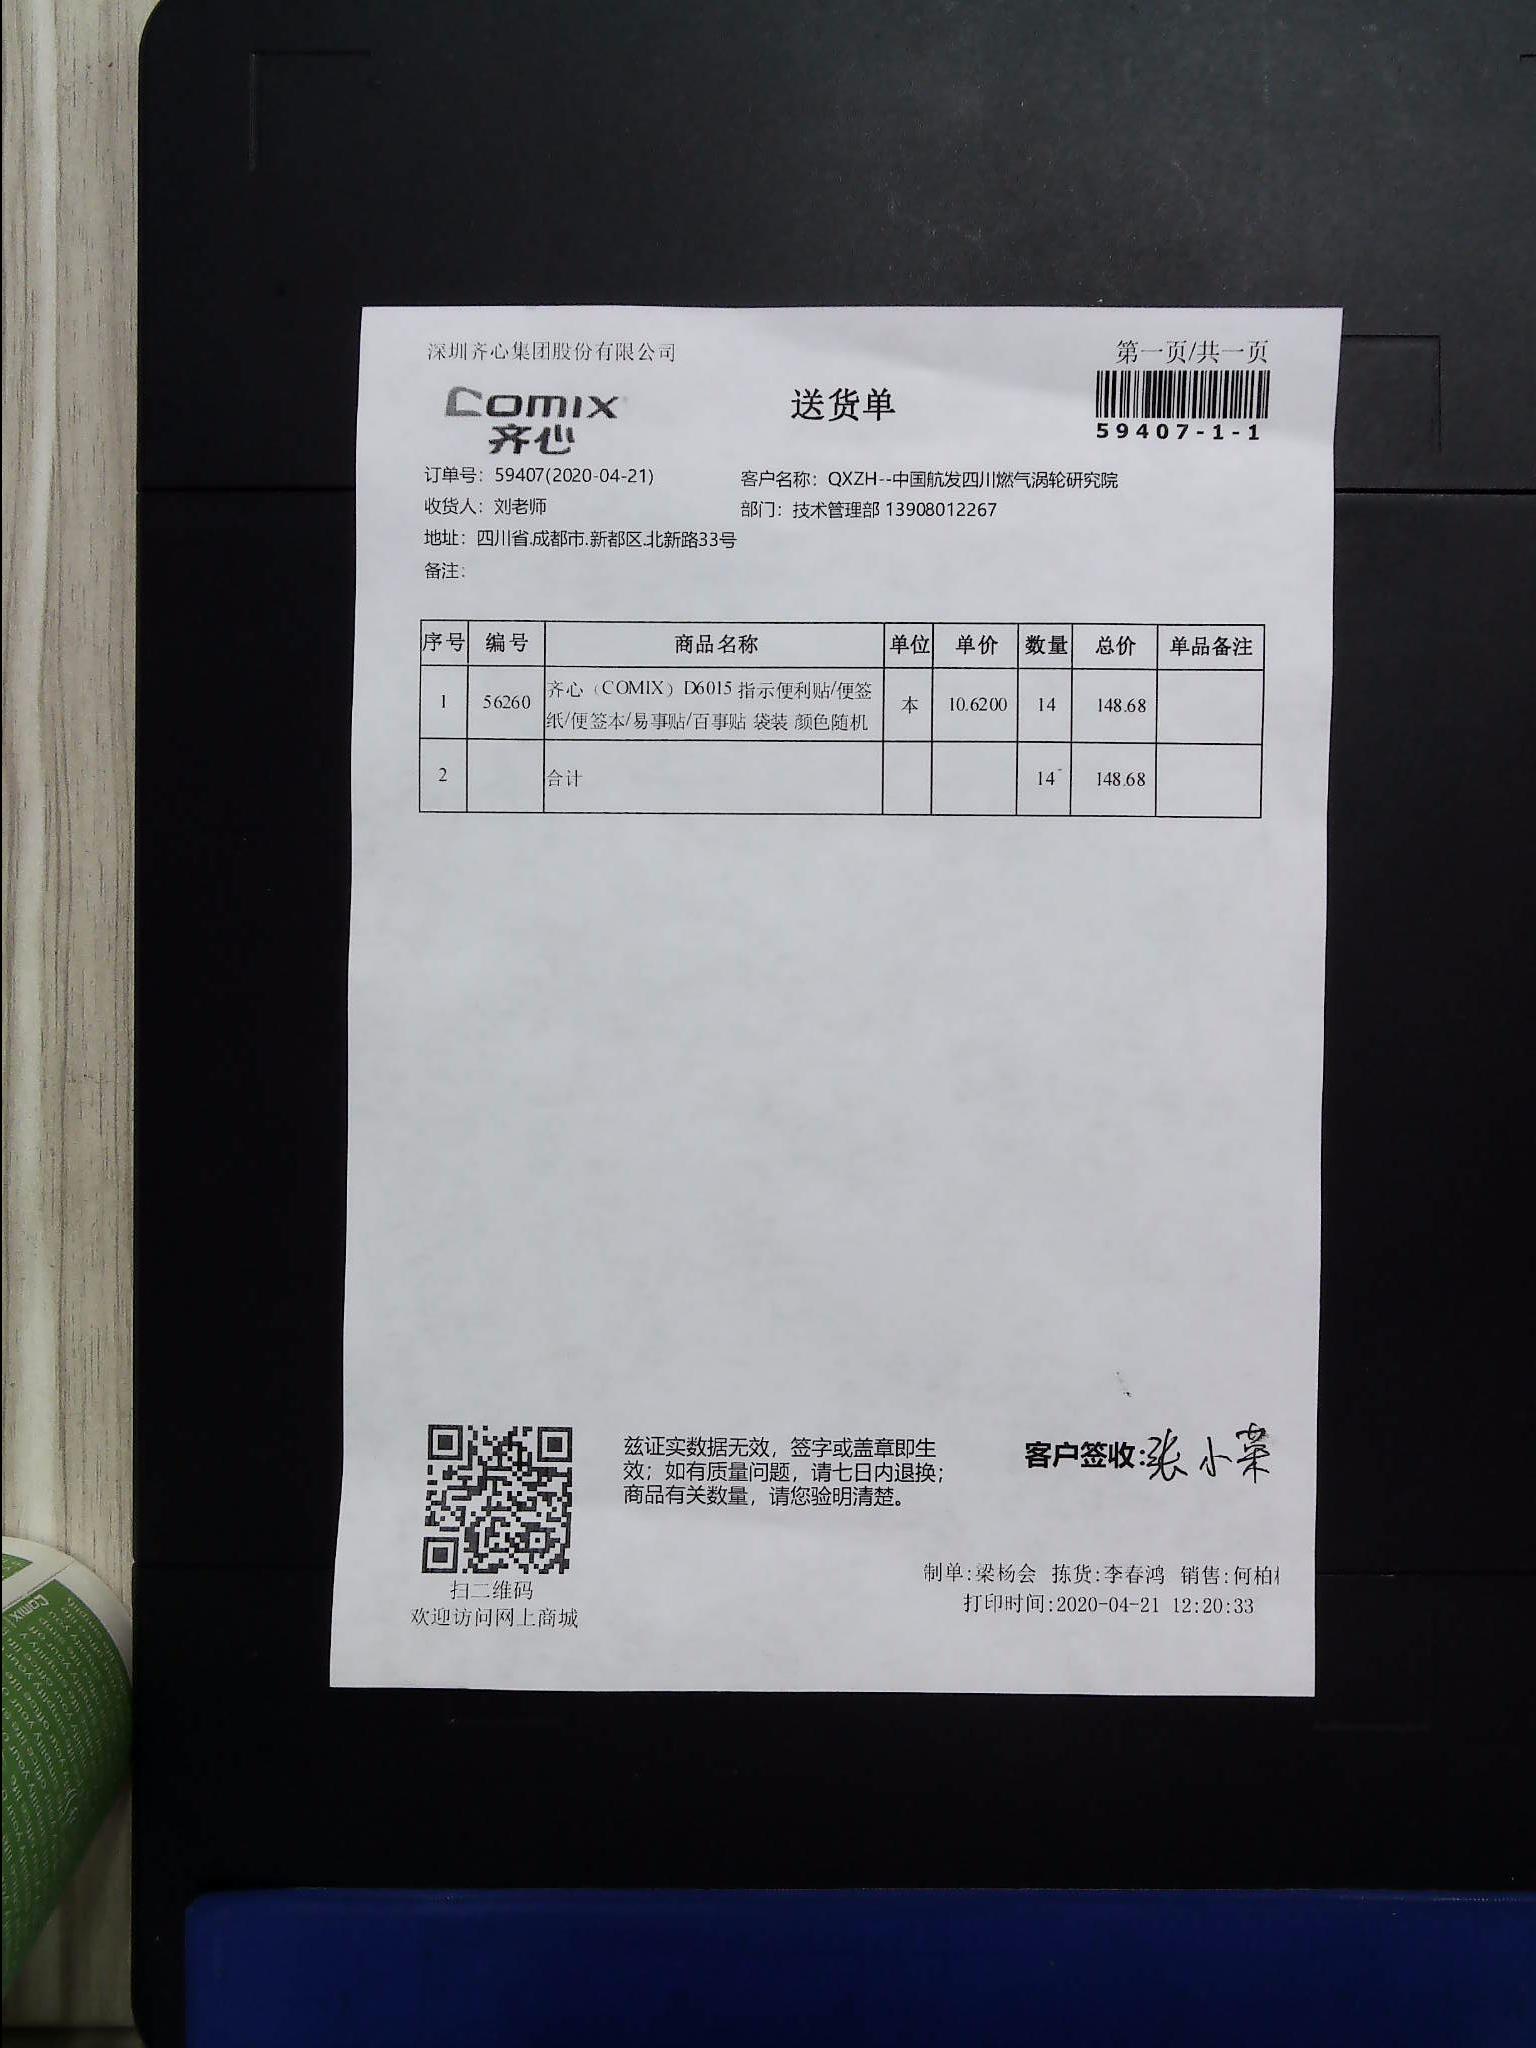 深圳齐心集团股份有限公司
第一页/共一页
COMIX
齐心
送货单
59407-1-1
订单号：59407(2020-04-21)
客户名称：QXZH--中国航发四川燃气涡轮研究院
收货人：刘老师
部门：技术管理部 13908012267
地址：四川省.成都市.新都区.北新路33号
备注：
序号 编号 商品名称 单位 单价 数量 总价 单品备注
1 56260 齐心（COMIX）D6015 指示便利贴/便签 本 10.6200 14 148.68
纸/便签本/易事贴/百事贴 袋装 颜色随机
2 合计 14 148.68
兹证实数据无效，签字或盖章即生
效；如有质量问题，请七日内退换；
商品有关数量，请您验明清楚。
客户签收：张小荣
扫二维码
欢迎访问网上商城
制单：梁杨会 拣货：李春鸿 销售：何柏
打印时间：2020-04-21 12:20:33